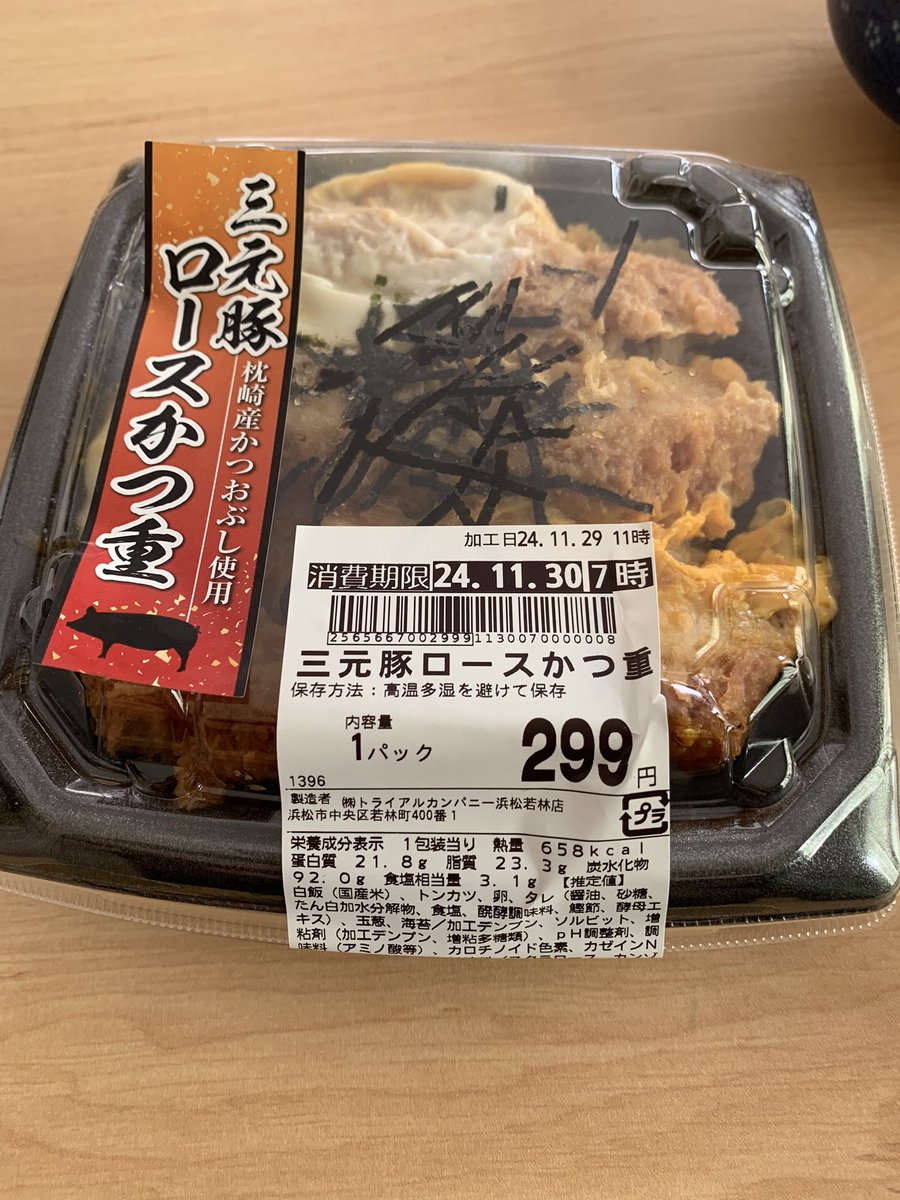 三元豚
ロースかつ重
枕崎産かつおぶし使用
加工日24.11.29 11時
消費期限 24.11.30 7時
2565667002999 1130070000008
三元豚ロースかつ重
保存方法:高温多湿を避けて保存
内容量
1パック
299円
1396
製造者 ㈱トライアルカンパニー浜松若林店
浜松市中央区若林町400番1
プラ
栄養成分表示 1包装当り 熱量 658kcal
蛋白質 21.8g 脂質 23.3g 炭水化物
92.0g 食塩相当量 3.1g 【推定値】
白飯(国産米)、トンカツ、卵、タレ(醤油、砂糖、
たん白加水分解物、食塩、醗酵調味料、鰹節、酵母エ
キス)、玉葱、海苔/加工デンプン、ソルビット、増
粘剤(加工デンプン、増粘多糖類)、pH調整剤、調
味料(アミノ酸等)、カロチノイド色素、カゼインN